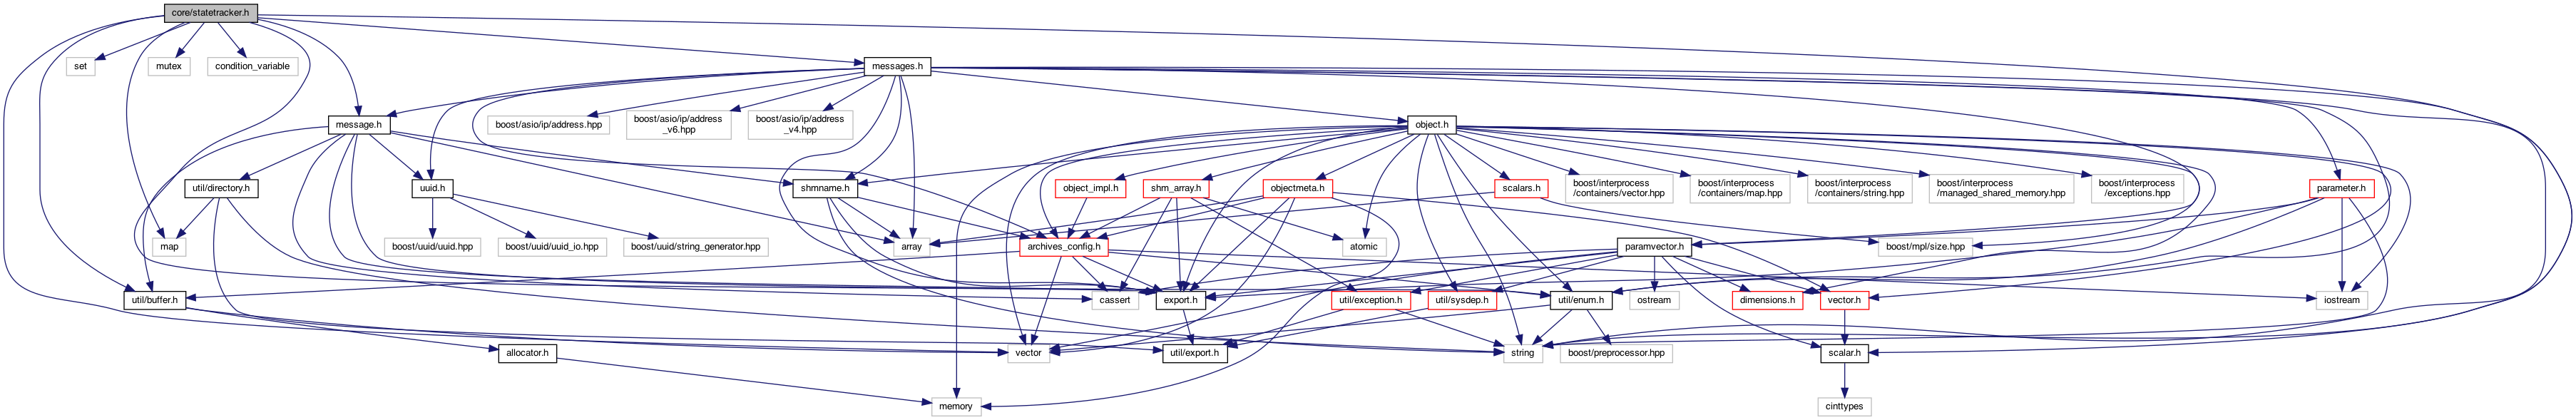 core/statetracker.h
set
mutex
condition_variable
messages.h
message.h
boost/asio/ip/address.hpp
boost/asio/ip/address
_v6.hpp
boost/asio/ip/address
_v4.hpp
object.h
util/directory.h
uuid.h
shmname.h
object_impl.h
shm_array.h
objectmeta.h
scalars.h
boost/interprocess
/containers/vector.hpp
boost/interprocess
/containers/map.hpp
boost/interprocess
/containers/string.hpp
boost/interprocess
/managed_shared_memory.hpp
boost/interprocess
/exceptions.hpp
parameter.h
map
boost/uuid/uuid.hpp
boost/uuid/uuid_io.hpp
boost/uuid/string_generator.hpp
array
archives_config.h
atomic
paramvector.h
boost/mpl/size.hpp
util/buffer.h
cassert
export.h
util/exception.h
util/sysdep.h
util/enum.h
ostream
dimensions.h
vector.h
iostream
allocator.h
vector
util/export.h
string
boost/preprocessor.hpp
scalar.h
memory
cinttypes